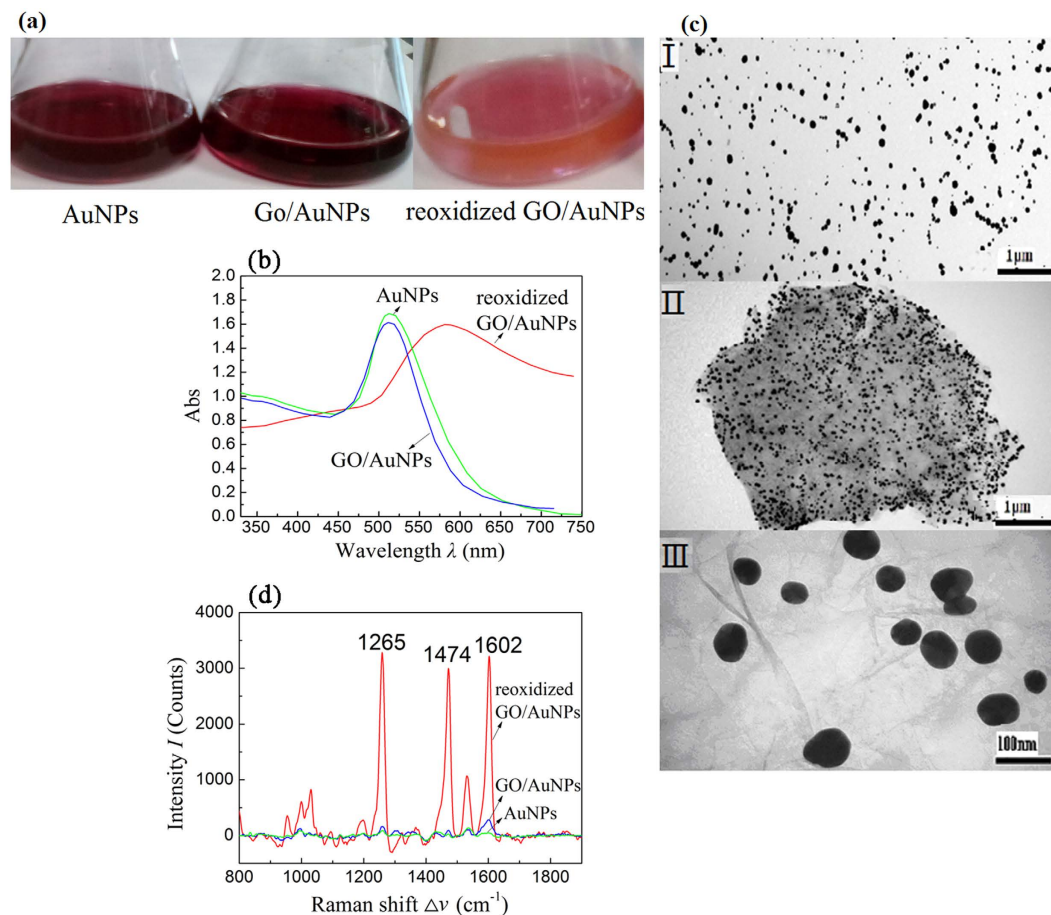 (a)
AuNPs
Go/AuNPs
reoxidized GO/AuNPs
(b)
2.0
1.8
1.6
1.4
1.2
1.0
0.8
0.6
0.4
0.2
0.0
Abs
AuNPs
reoxidized
GO/AuNPs
GO/AuNPs
350 400 450 500 550 600 650 700 750
Wavelength λ (nm)
(d)
4000
3000
2000
1000
0
Intensity I (Counts)
1265
1474
1602
reoxidized
GO/AuNPs
GO/AuNPs
AuNPs
800 1000 1200 1400 1600 1800
Raman shift △ν (cm⁻¹)
(c)
I
1μm
II
1μm
III
100nm